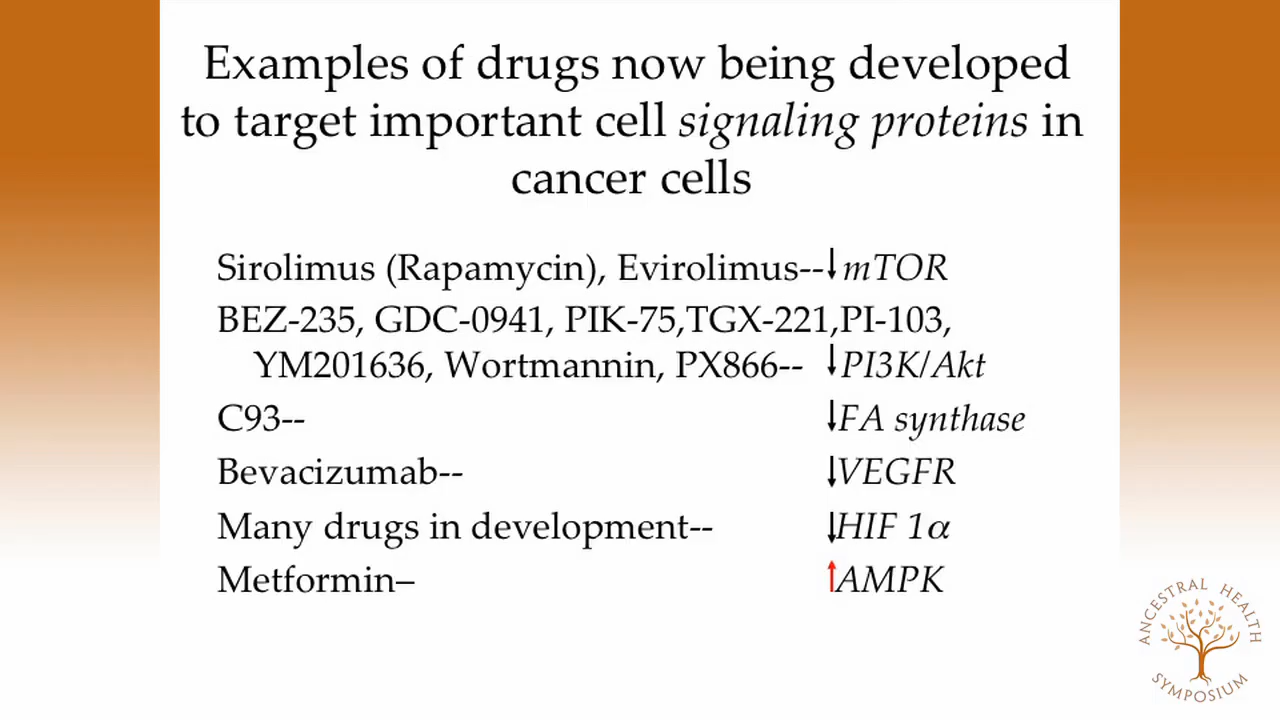 Examples of drugs now being developed
to target important cell signaling proteins in
cancer cells
Sirolimus (Rapamycin), Evirolimus--↓mTOR
BEZ-235, GDC-0941, PIK-75,TGX-221,PI-103,
YM201636, Wortmannin, PX866-- ↓PI3K/Akt
C93-- ↓FA synthase
Bevacizumab-- ↓VEGFR
Many drugs in development-- ↓HIF 1α
Metformin– ↑AMPK
ANCESTRAL HEALTH
SYMPOSIUM